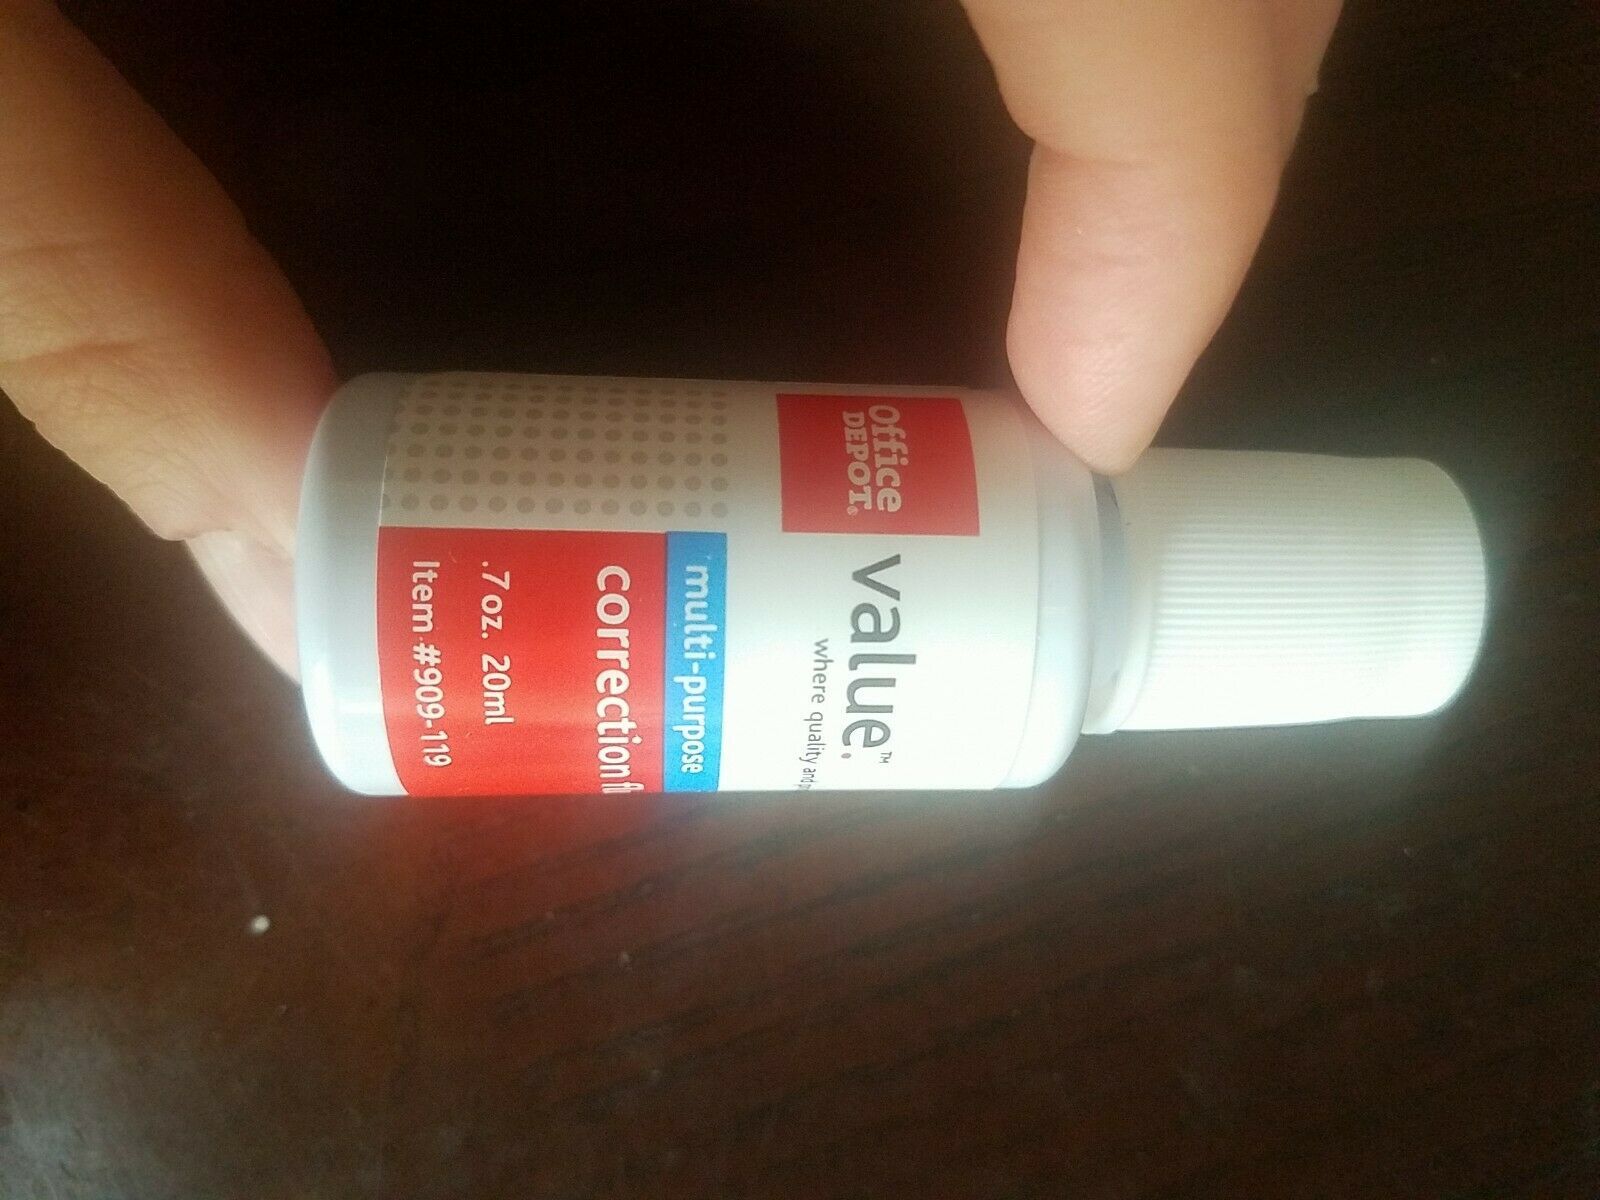 Office
DEPOT®
value.™
where quality and
multi-purpose
correction
.7 oz. 20ml
Item #909-119